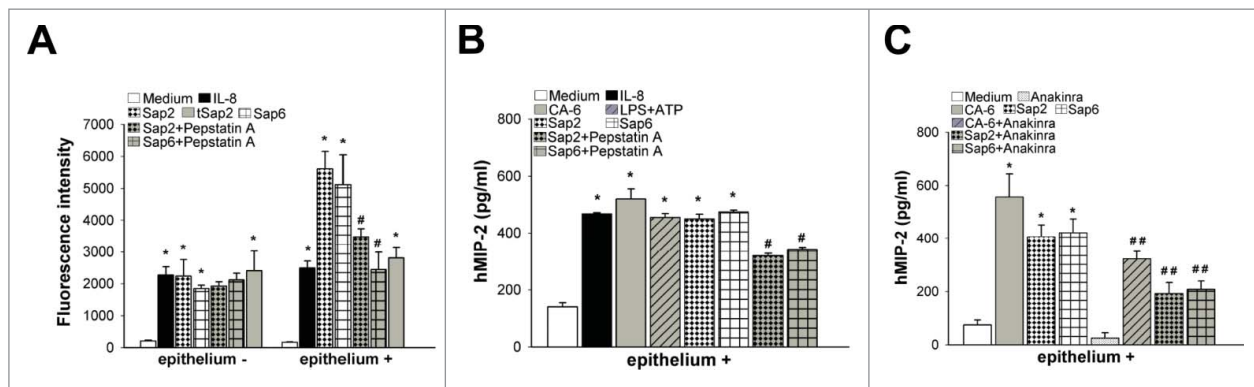 A
Medium IL-8
Sap2 tSap2 Sap6
Sap2+Pepstatin A
Sap6+Pepstatin A
Fluorescence intensity
7000
6000
5000
4000
3000
2000
1000
0
* * * *
* * * # # *
epithelium - epithelium +
B
Medium IL-8
CA-6 LPS+ATP
Sap2 Sap6
Sap2+Pepstatin A
Sap6+Pepstatin A
hMIP-2 (pg/ml)
800
600
400
200
0
* * * * * # #
epithelium +
C
Medium Anakinra
CA-6 Sap2 Sap6
CA-6+Anakinra
Sap2+Anakinra
Sap6+Anakinra
hMIP-2 (pg/ml)
800
600
400
200
0
* * * ## ## ##
epithelium +